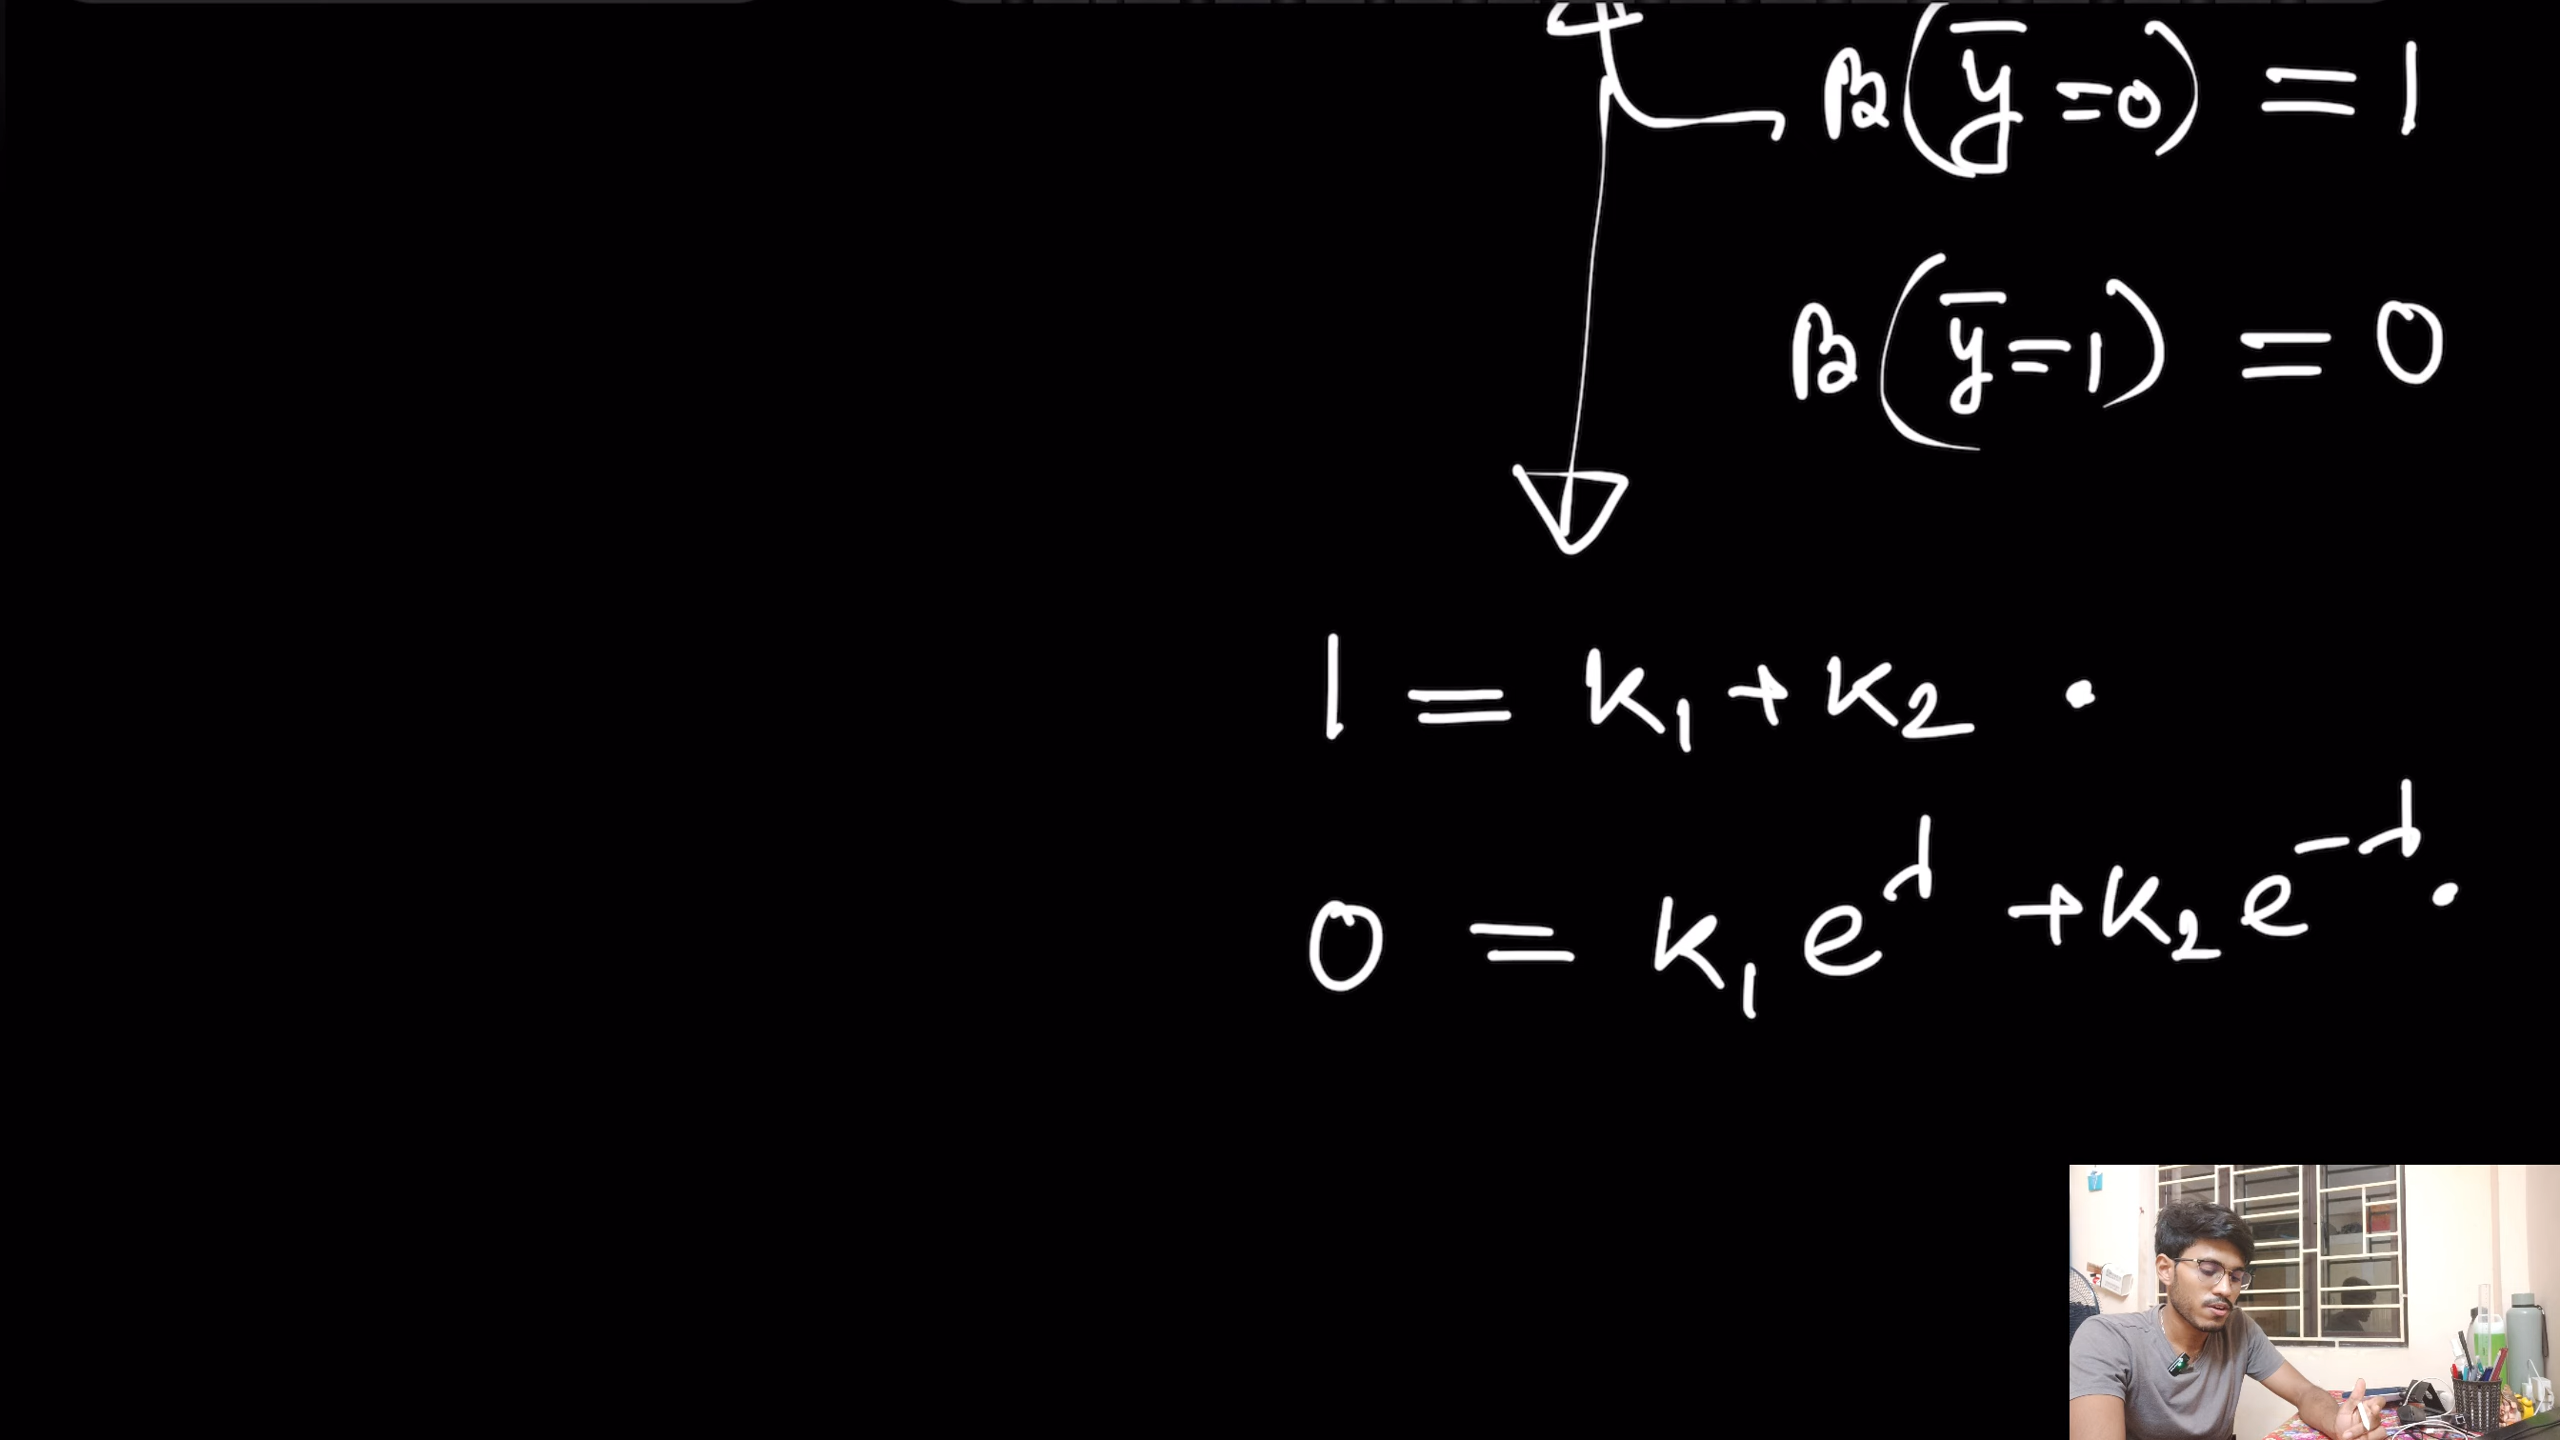 β(ȳ=0) = 1
β(ȳ=1) = 0
1 = K₁ + K₂ .
0 = K₁ e^λ + K₂ e^-λ .